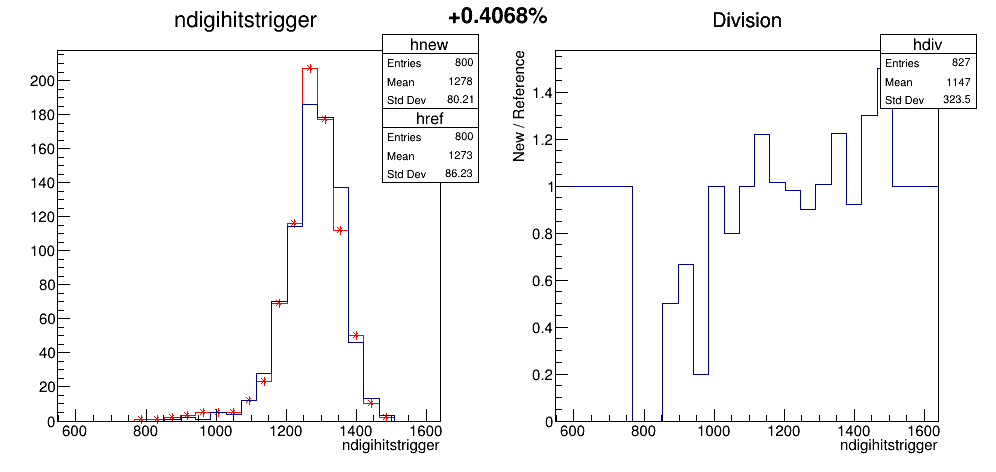 +0.4068%
ndigihitstrigger
hnew
Entries 800
Mean 1278
Std Dev 80.21
href
Entries 800
Mean 1273
Std Dev 86.23
200
180
160
140
120
100
80
60
40
20
0
600 800 1000 1200 1400 1600
ndigihitstrigger
Division
hdiv
Entries 827
Mean 1147
Std Dev 323.5
New / Reference
1.4
1.2
1
0.8
0.6
0.4
0.2
0
600 800 1000 1200 1400 1600
ndigihitstrigger